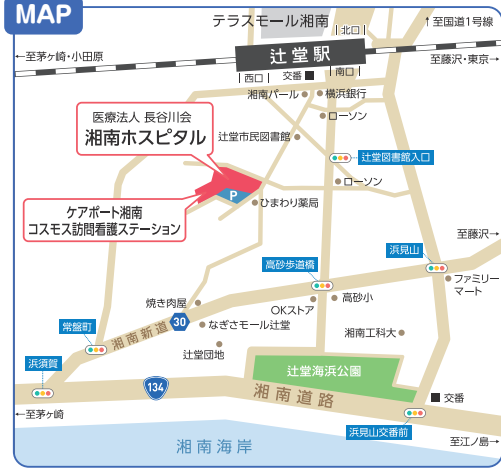 MAP
テラスモール湘南
北口
↑至国道1号線
←至茅ヶ崎・小田原
辻堂駅
至藤沢・東京→
西口
交番
南口
湘南パール
横浜銀行
ローソン
医療法人 長谷川会
湘南ホスピタル
辻堂市民図書館
辻堂図書館入口
ローソン
P
ひまわり薬局
ケアポート湘南
コスモス訪問看護ステーション
至藤沢→
浜見山
高砂歩道橋
ファミリー
マート
焼き肉屋
OKストア
高砂小
常盤町
湘南新道
30
なぎさモール辻堂
湘南工科大
辻堂団地
浜須賀
辻堂海浜公園
134
湘南道路
交番
←至茅ヶ崎
浜見山交番前
至江ノ島→
湘南海岸